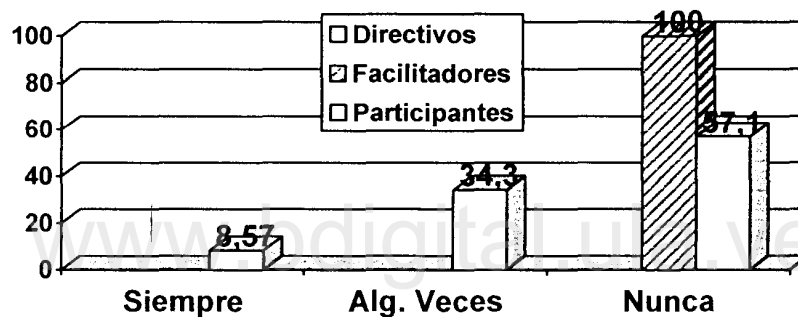 100
80
60
40
20
0
Directivos
Facilitadores
Participantes
8,57
34,3
100
57,1
Siempre
Alg. Veces
Nunca
www.bdigital.ula.ve